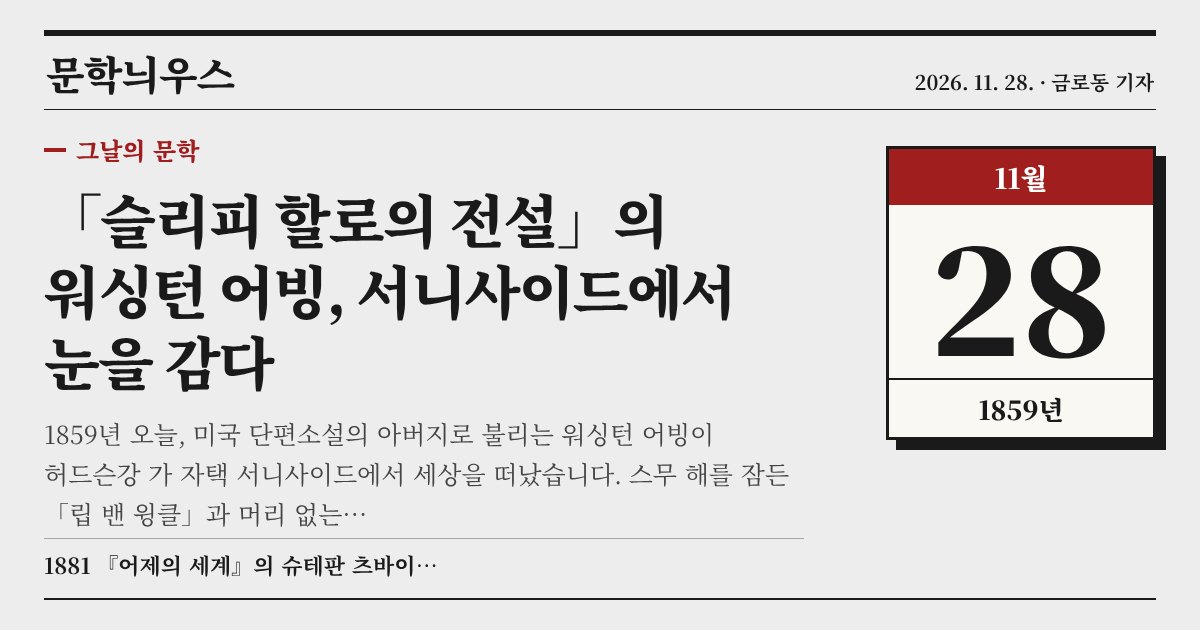 문학늬우스
2026. 11. 28. · 금로동 기자
그날의 문학
「슬리피 할로의 전설」의
워싱턴 어빙, 서니사이드에서
눈을 감다
1859년 오늘, 미국 단편소설의 아버지로 불리는 워싱턴 어빙이
허드슨강 가 자택 서니사이드에서 세상을 떠났습니다. 스무 해를 잠든
「립 밴 윙클」과 머리 없는…
1881 『어제의 세계』의 슈테판 츠바이…
11월
28
1859년